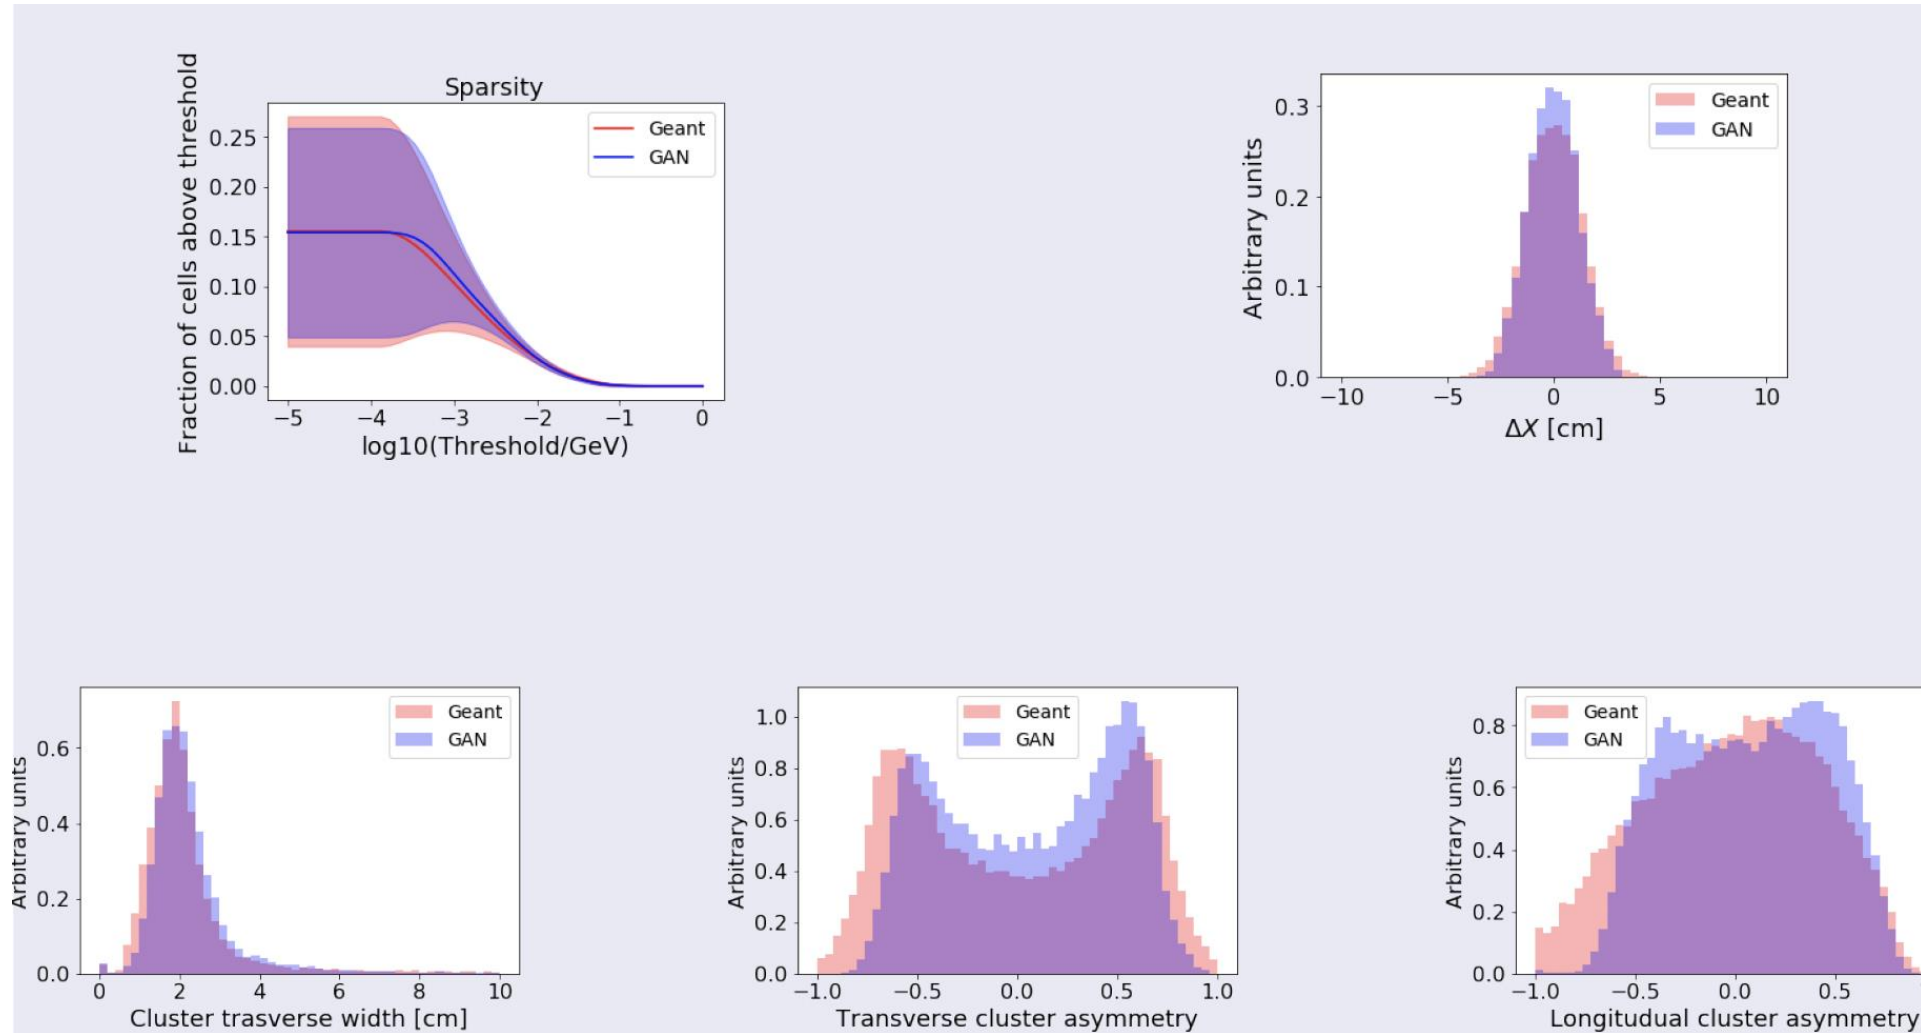 Sparsity
Fraction of cells above threshold
0.25
0.20
0.15
0.10
0.05
0.00
Geant
GAN
−5 −4 −3 −2 −1 0
log10(Threshold/GeV)
Arbitrary units
0.3
0.2
0.1
0.0
Geant
GAN
−10 −5 0 5 10
ΔX [cm]
Arbitrary units
0.6
0.4
0.2
0.0
Geant
GAN
0 2 4 6 8 10
Cluster trasverse width [cm]
Arbitrary units
1.0
0.8
0.6
0.4
0.2
0.0
Geant
GAN
−1.0 −0.5 0.0 0.5 1.0
Transverse cluster asymmetry
Arbitrary units
0.8
0.6
0.4
0.2
0.0
Geant
GAN
−1.0 −0.5 0.0 0.5
Longitudual cluster asymmetry